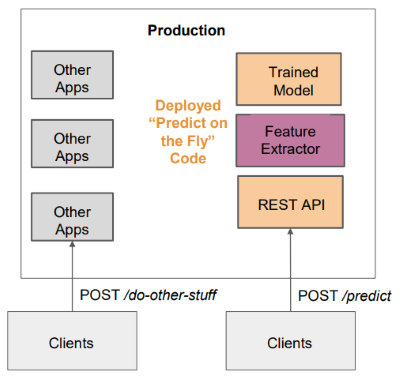 Production
Other
Apps
Other
Apps
Other
Apps
Deployed
“Predict on
the Fly”
Code
Trained
Model
Feature
Extractor
REST API
POST /do-other-stuff
POST /predict
Clients
Clients